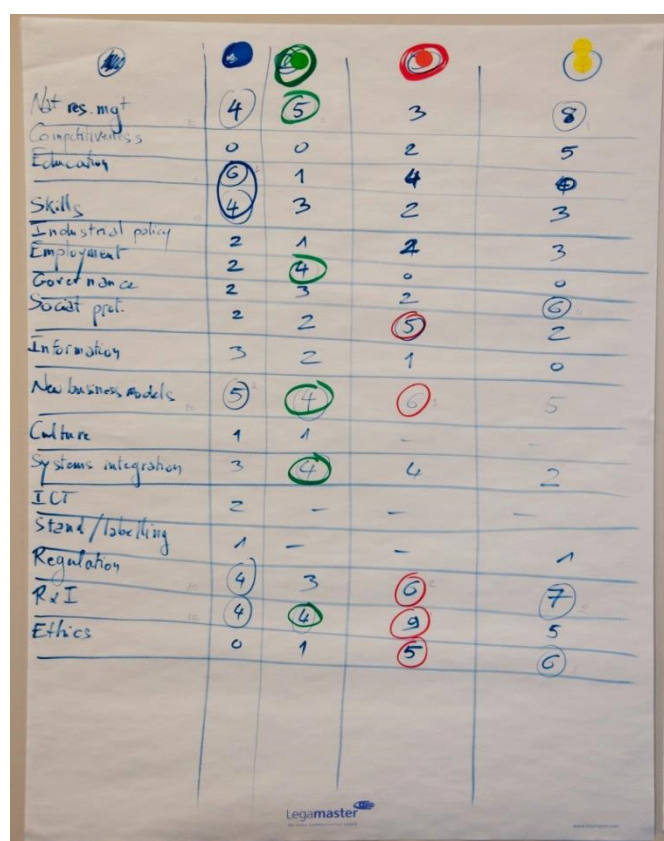 Nat res. mgt 4 5 3 8
Competitiveness 0 0 2 5
Education 6 1 4
Skills 4 3 2 3
Industrial policy 2 1 2 3
Employment 2 4 0 0
Governance 2 3 2 6
Social prot. 2 2 5 2
Information 3 2 1 0
New business models 5 4 6 5
Culture 1 1 - -
Systems integration 3 4 4 2
ICT 2 - - -
Stand/labelling 1 - - 1
Regulation 4 3 6 7
R&I 4 4 9 5
Ethics 0 1 5 6
Legamaster